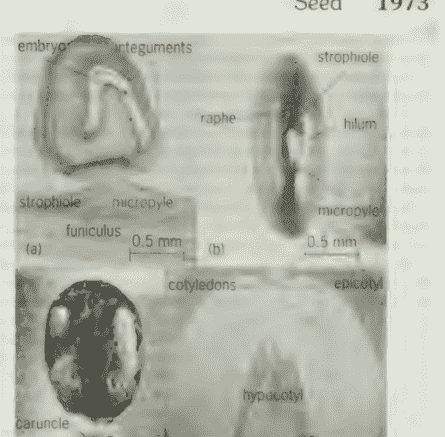 Seed 1973
embryo integuments
strophiole
raphe
hilum
strophiole micropyle
micropyle
funiculus
(a) 0.5 mm (b) 0.5 mm
cotyledons epicotyl
hypocotyl
caruncle